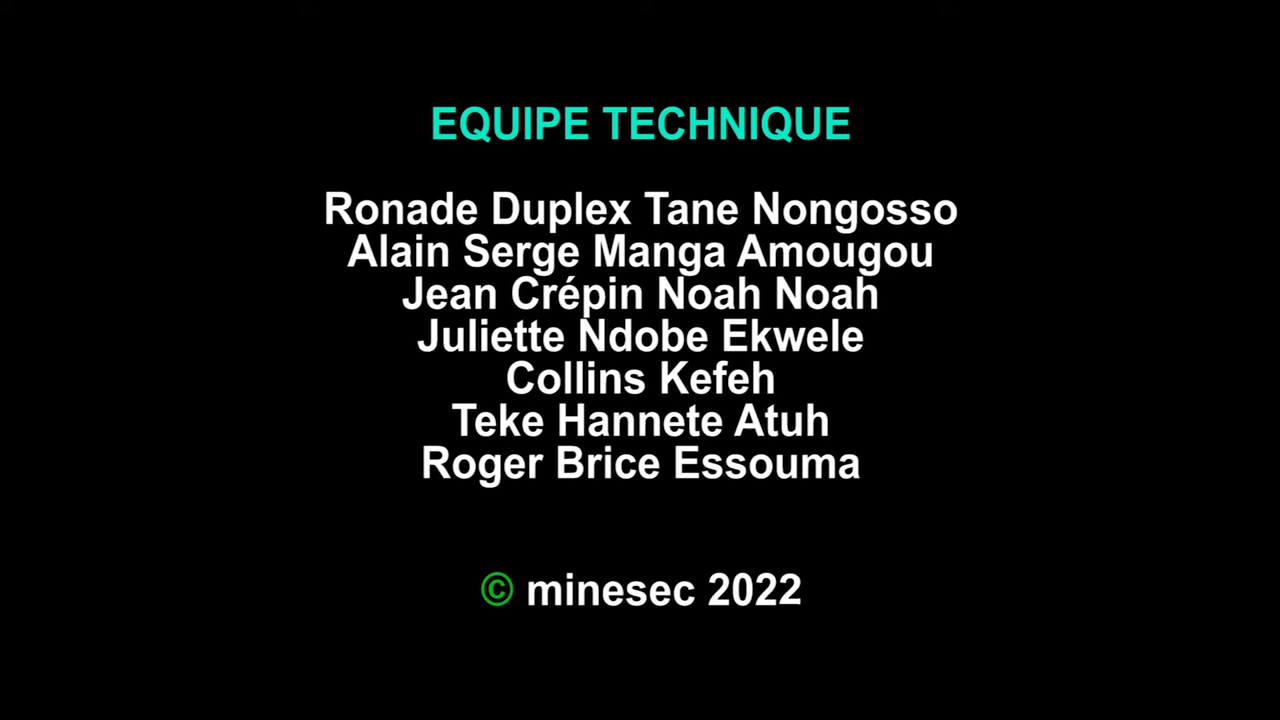 EQUIPE TECHNIQUE
Ronade Duplex Tane Nongosso
Alain Serge Manga Amougou
Jean Crépin Noah Noah
Juliette Ndobe Ekwele
Collins Kefeh
Teke Hannete Atuh
Roger Brice Essouma
© minesec 2022